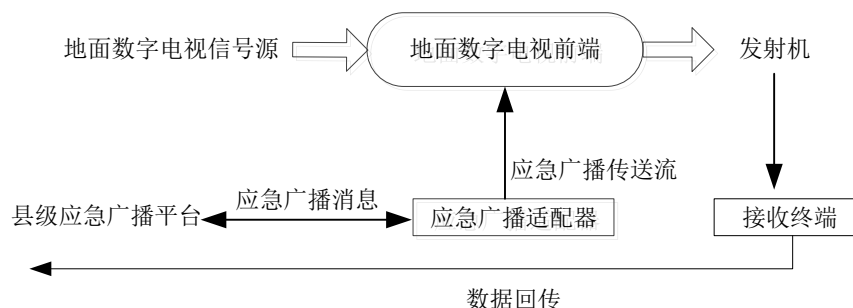 地面数字电视信号源
地面数字电视前端
发射机
应急广播传送流
应急广播消息
县级应急广播平台
应急广播适配器
接收终端
数据回传